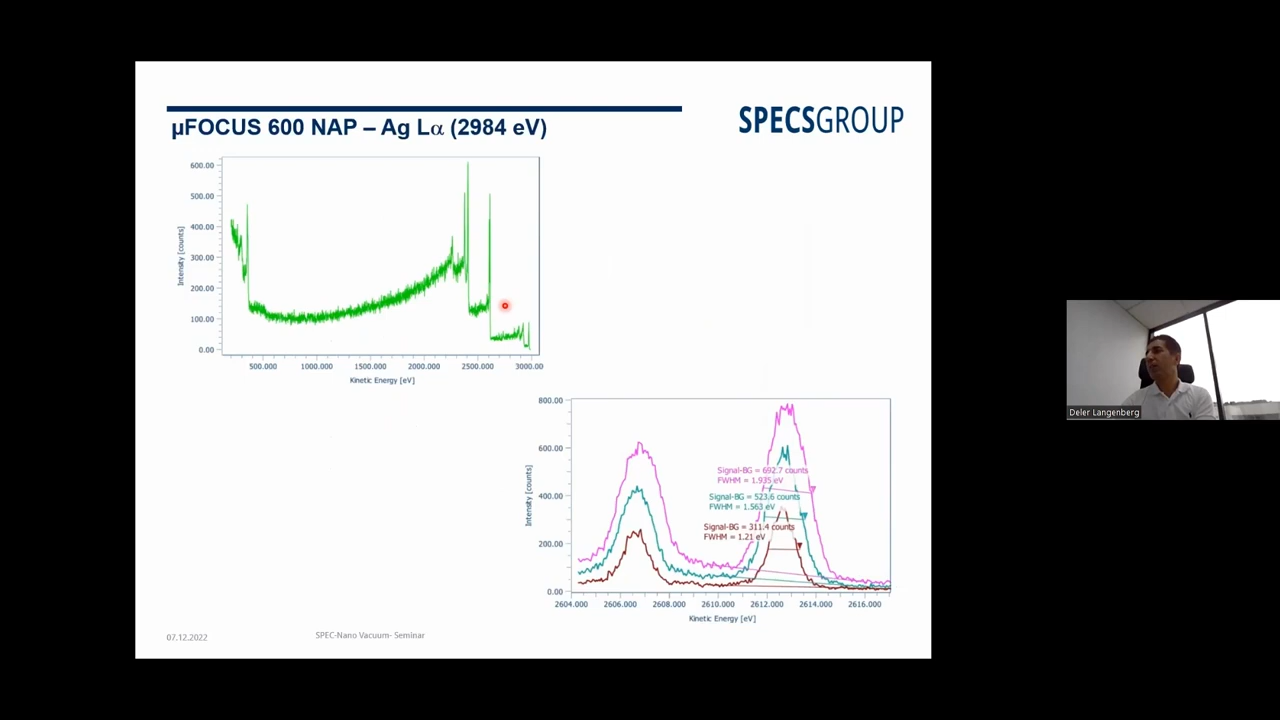 µFOCUS 600 NAP – Ag Lα (2984 eV)
SPECSGROUP
600.00
500.00
400.00
300.00
200.00
100.00
0.00
Intensity [counts]
500.000
1000.00
1500.00
2000.00
2500.00
3000.00
Kinetic Energy [eV]
800.00
600.00
400.00
200.00
0.00
Intensity [counts]
Signal-BG = 692.7 counts
FWHM = 1.935 eV
Signal-BG = 523.6 counts
FWHM = 1.563 eV
Signal-BG = 311.4 counts
FWHM = 1.21 eV
2604.000
2606.000
2608.000
2610.000
2612.000
2614.000
2616.000
Kinetic Energy [eV]
07.12.2022
SPEC-Nano Vacuum- Seminar
Deler Langenberg